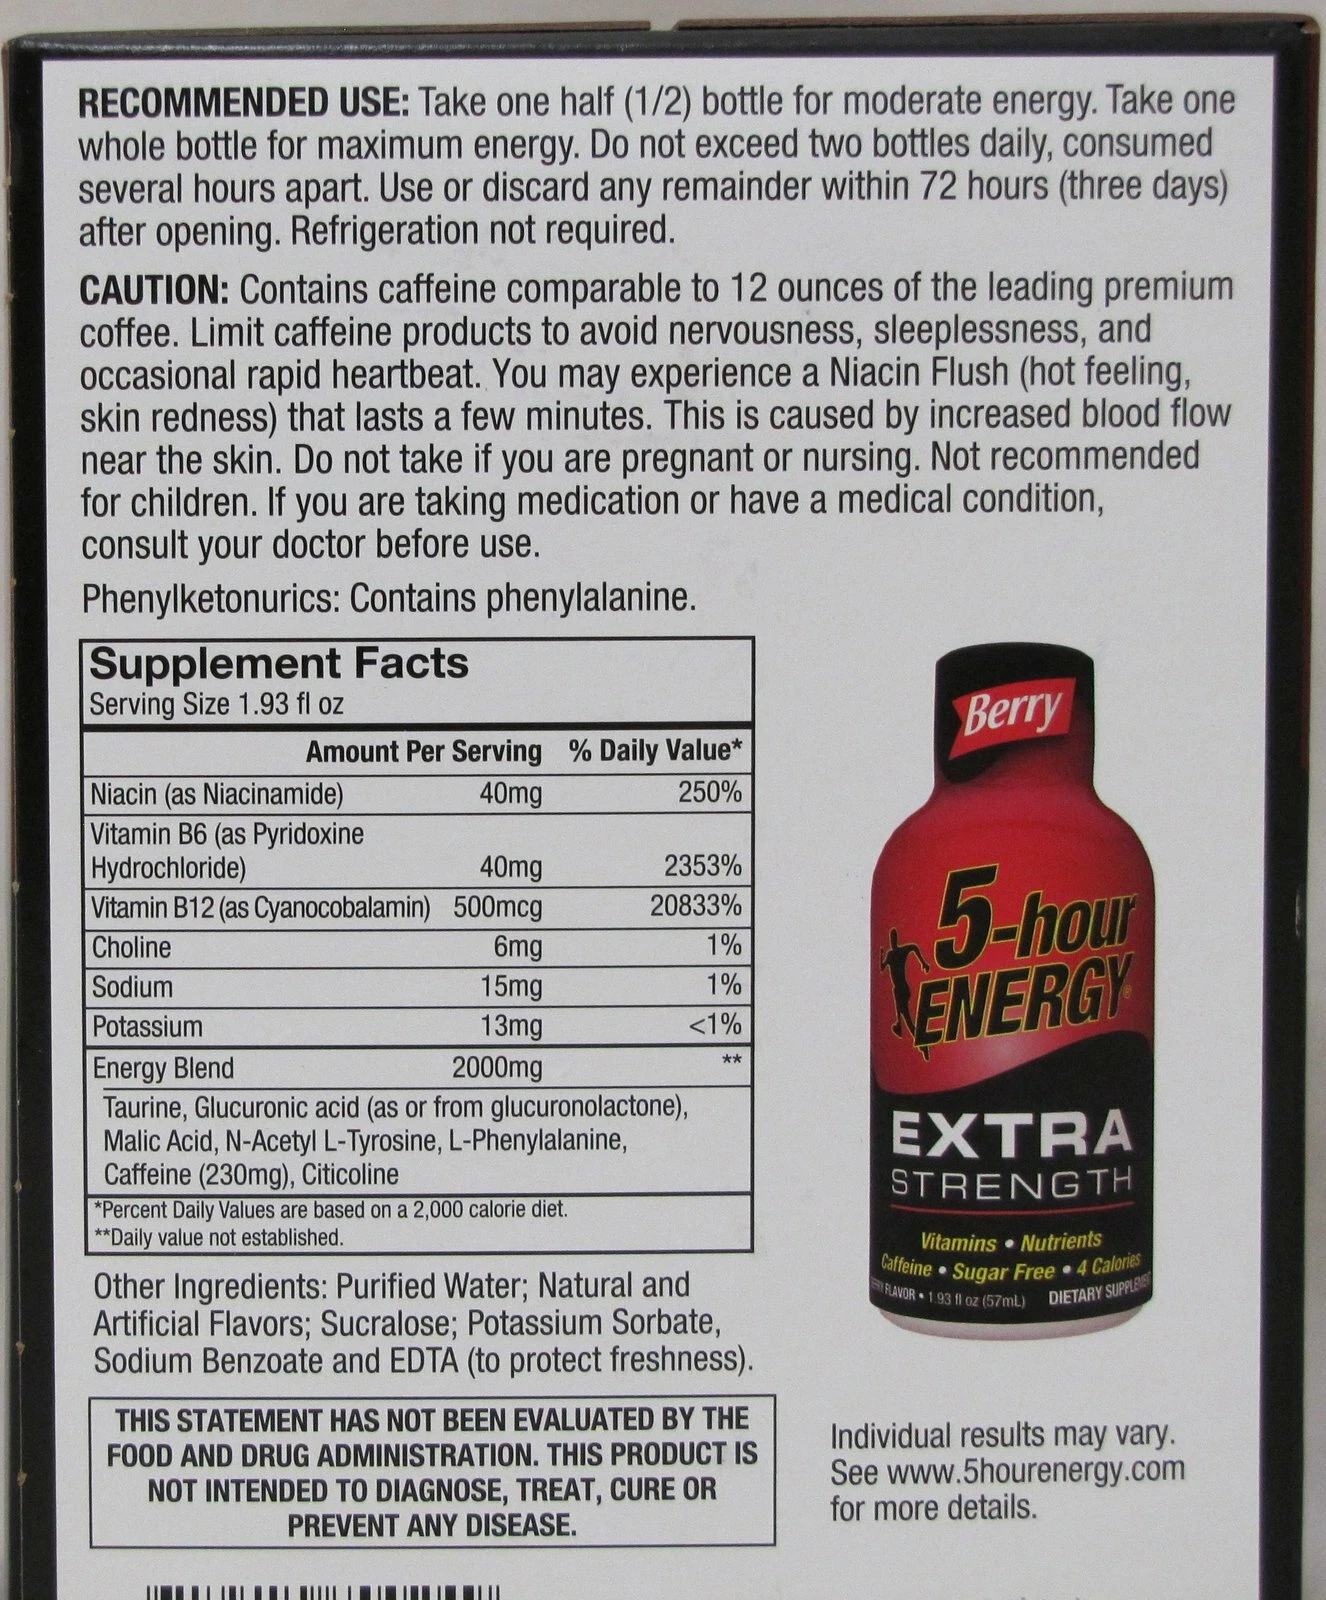 RECOMMENDED USE: Take one half (1/2) bottle for moderate energy. Take one
whole bottle for maximum energy. Do not exceed two bottles daily, consumed
several hours apart. Use or discard any remainder within 72 hours (three days)
after opening. Refrigeration not required.
CAUTION: Contains caffeine comparable to 12 ounces of the leading premium
coffee. Limit caffeine products to avoid nervousness, sleeplessness, and
occasional rapid heartbeat. You may experience a Niacin Flush (hot feeling,
skin redness) that lasts a few minutes. This is caused by increased blood flow
near the skin. Do not take if you are pregnant or nursing. Not recommended
for children. If you are taking medication or have a medical condition,
consult your doctor before use.
Phenylketonurics: Contains phenylalanine.
Supplement Facts
Serving Size 1.93 fl oz
Amount Per Serving % Daily Value*
Niacin (as Niacinamide) 40mg 250%
Vitamin B6 (as Pyridoxine
Hydrochloride) 40mg 2353%
Vitamin B12 (as Cyanocobalamin) 500mcg 20833%
Choline 6mg 1%
Sodium 15mg 1%
Potassium 13mg <1%
Energy Blend 2000mg **
Taurine, Glucuronic acid (as or from glucuronolactone),
Malic Acid, N-Acetyl L-Tyrosine, L-Phenylalanine,
Caffeine (230mg), Citicoline
*Percent Daily Values are based on a 2,000 calorie diet.
**Daily value not established.
Other Ingredients: Purified Water; Natural and
Artificial Flavors; Sucralose; Potassium Sorbate,
Sodium Benzoate and EDTA (to protect freshness).
THIS STATEMENT HAS NOT BEEN EVALUATED BY THE
FOOD AND DRUG ADMINISTRATION. THIS PRODUCT IS
NOT INTENDED TO DIAGNOSE, TREAT, CURE OR
PREVENT ANY DISEASE.
Berry
5-hour
ENERGY®
EXTRA
STRENGTH
Vitamins • Nutrients
Caffeine • Sugar Free • 4 Calories
FLAVOR • 1.93 fl oz (57mL) DIETARY
Individual results may vary.
See www.5hourenergy.com
for more details.